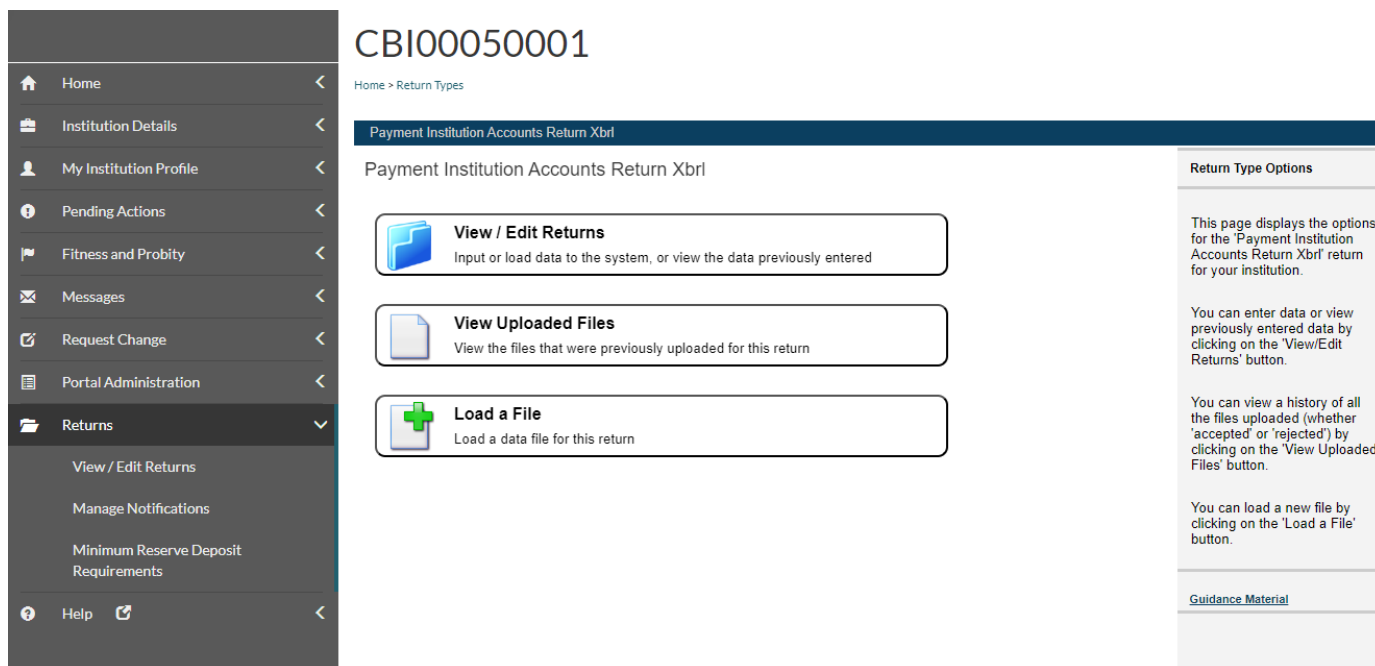 CBI00050001
Home > Return Types
Home
Institution Details
My Institution Profile
Pending Actions
Fitness and Probity
Messages
Request Change
Portal Administration
Returns
View / Edit Returns
Manage Notifications
Minimum Reserve Deposit
Requirements
Help
Payment Institution Accounts Return Xbrl
Payment Institution Accounts Return Xbrl
View / Edit Returns
Input or load data to the system, or view the data previously entered
View Uploaded Files
View the files that were previously uploaded for this return
Load a File
Load a data file for this return
Return Type Options
This page displays the options
for the 'Payment Institution
Accounts Return Xbrl' return
for your institution.
You can enter data or view
previously entered data by
clicking on the 'View/Edit
Returns' button.
You can view a history of all
the files uploaded (whether
'accepted' or 'rejected') by
clicking on the 'View Uploaded
Files' button.
You can load a new file by
clicking on the 'Load a File'
button.
Guidance Material